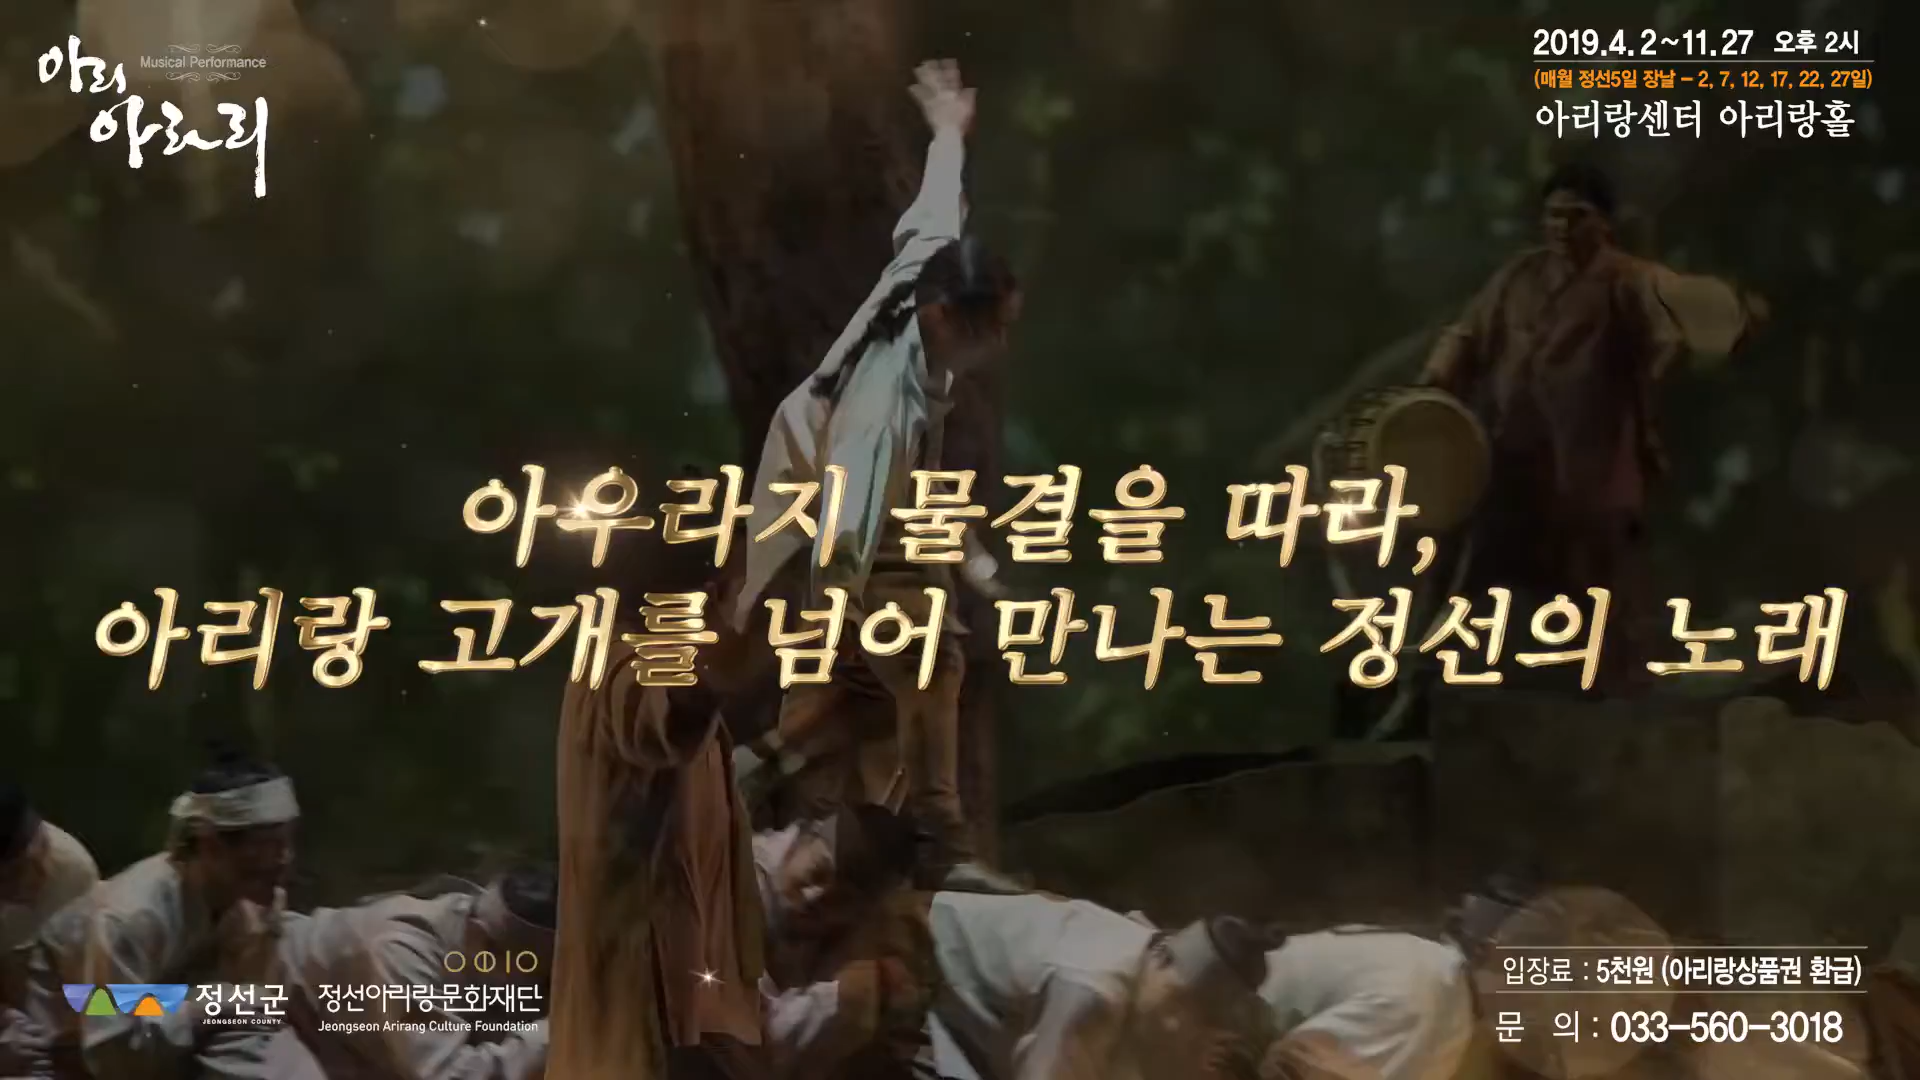 아리
아라리
Musical Performance
2019.4.2~11.27 오후 2시
(매월 정선5일 장날 - 2, 7, 12, 17, 22, 27일)
아리랑센터 아리랑홀
아우라지 물결을 따라,
아리랑 고개를 넘어 만나는 정선의 노래
정선군
JEONGSEON COUNTY
정선아리랑문화재단
Jeongseon Arirang Culture Foundation
입장료 : 5천원 (아리랑상품권 환급)
문 의 : 033-560-3018